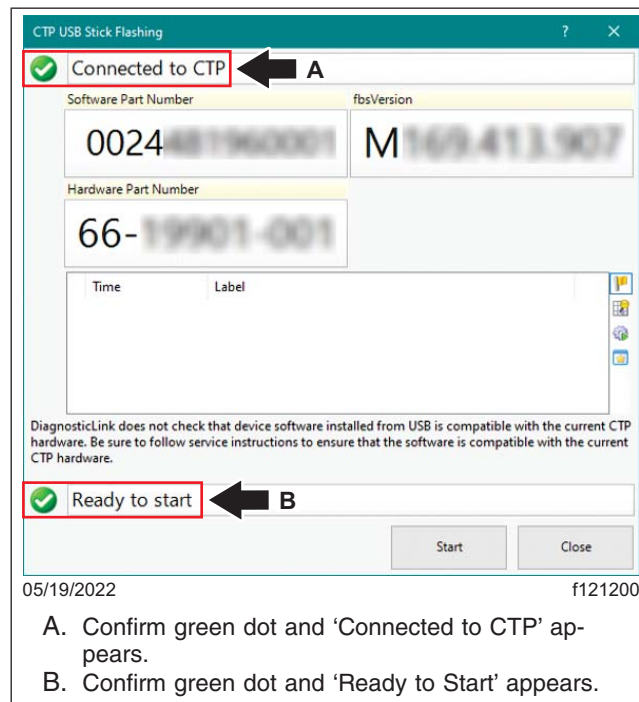 CTP USB Stick Flashing ? ×
Connected to CTP A
Software Part Number fbsVersion
0024 M
Hardware Part Number
66-
Time Label
DiagnosticLink does not check that device software installed from USB is compatible with the current CTP
hardware. Be sure to follow service instructions to ensure that the software is compatible with the current
CTP hardware.
Ready to start B
Start Close
05/19/2022 f121200
A. Confirm green dot and ‘Connected to CTP’ ap-
pears.
B. Confirm green dot and ‘Ready to Start’ appears.